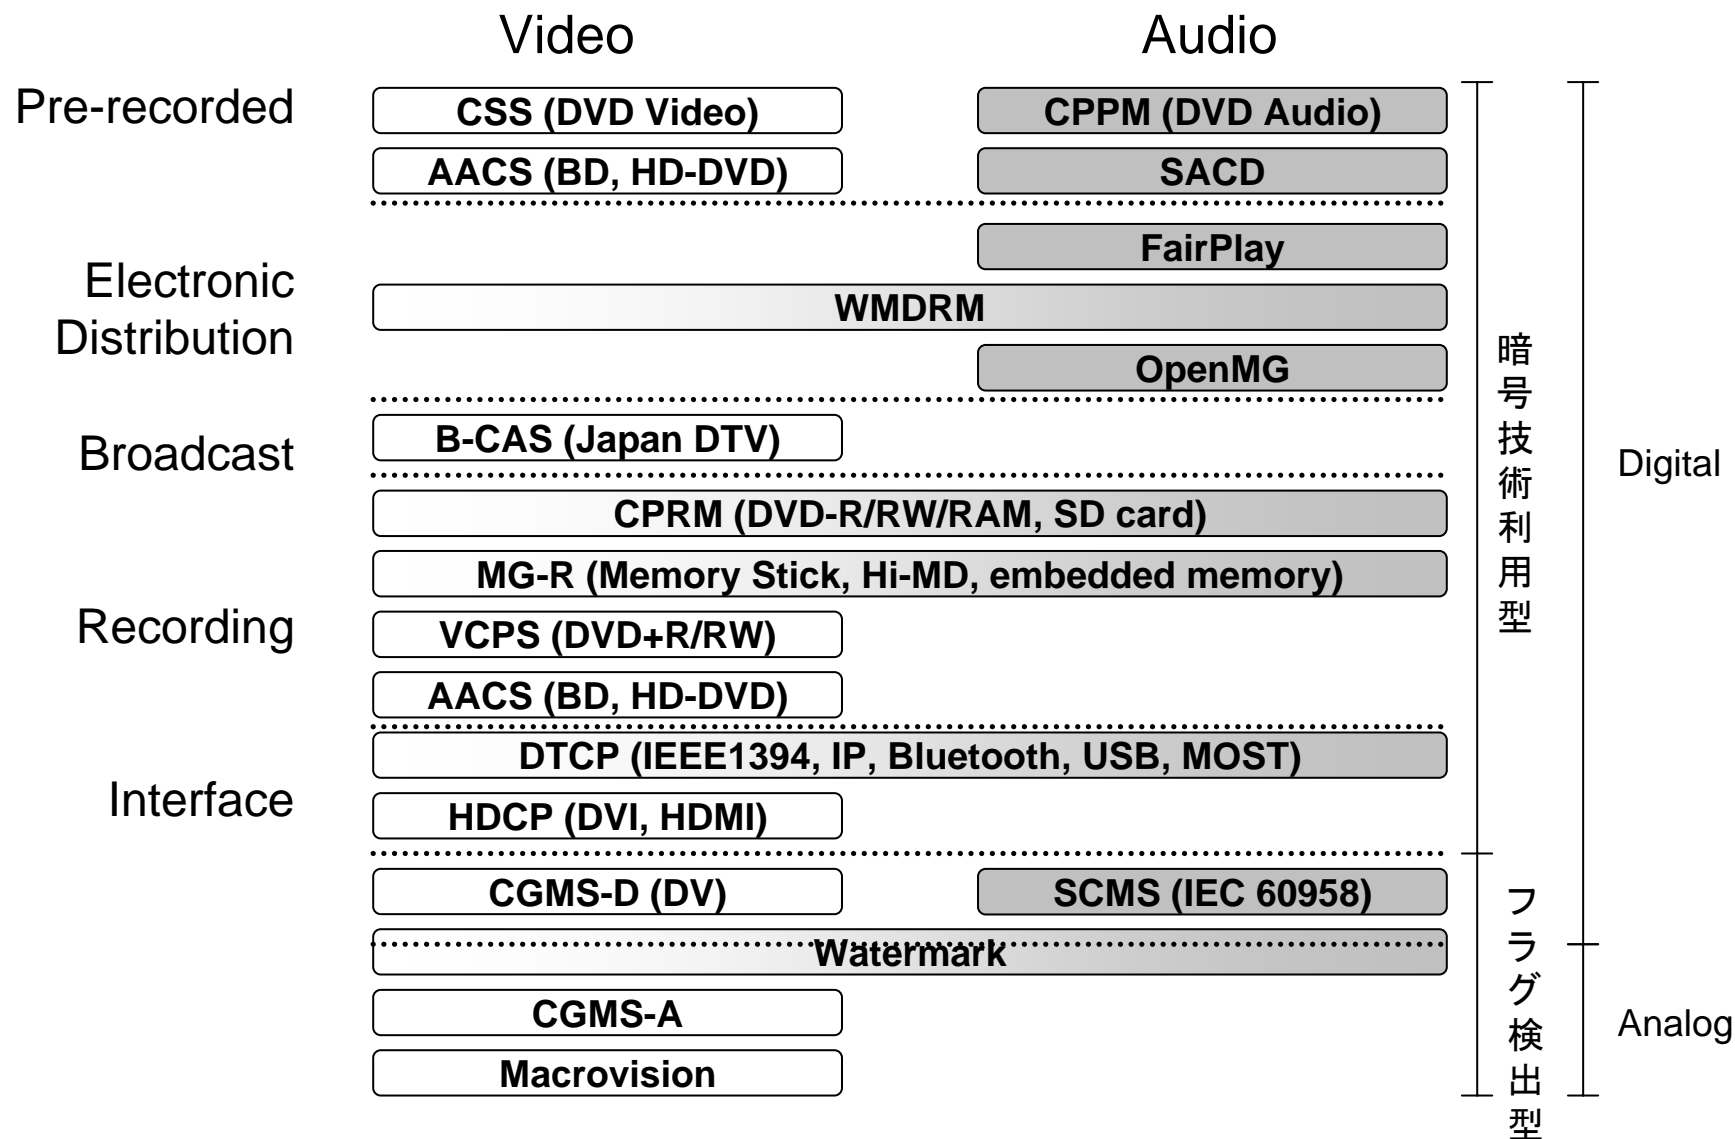 Video
Audio
Pre-recorded
CSS (DVD Video)
CPPM (DVD Audio)
AACS (BD, HD-DVD)
SACD
Electronic
Distribution
FairPlay
WMDRM
OpenMG
Broadcast
B-CAS (Japan DTV)
Recording
CPRM (DVD-R/RW/RAM, SD card)
MG-R (Memory Stick, Hi-MD, embedded memory)
VCPS (DVD+R/RW)
AACS (BD, HD-DVD)
Interface
DTCP (IEEE1394, IP, Bluetooth, USB, MOST)
HDCP (DVI, HDMI)
CGMS-D (DV)
SCMS (IEC 60958)
Watermark
CGMS-A
Macrovision
暗号技術利用型
フラグ検出型
Digital
Analog